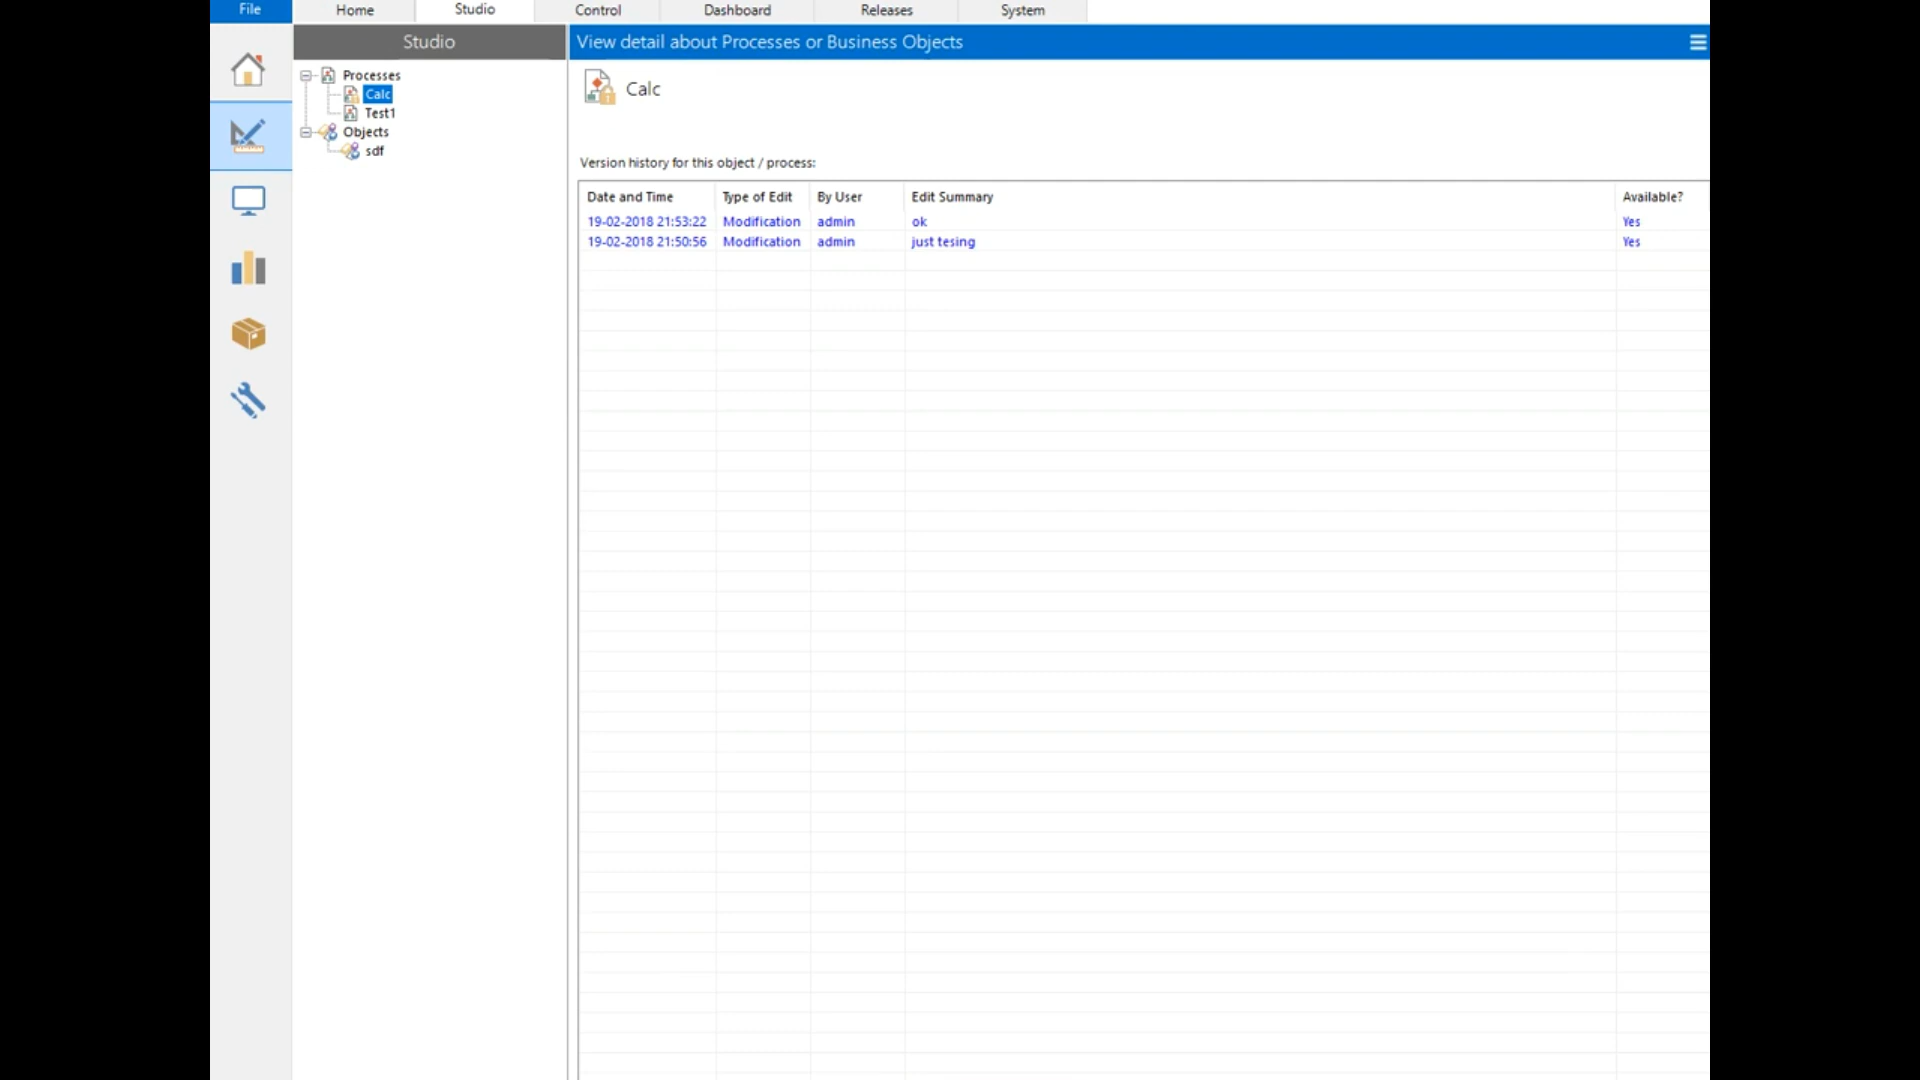 File Home Studio Control Dashboard Releases System
Studio
View detail about Processes or Business Objects
Processes
Calc
Test1
Objects
sdf
Calc
Version history for this object / process:
Date and Time Type of Edit By User Edit Summary Available?
19-02-2018 21:53:22 Modification admin ok Yes
19-02-2018 21:50:56 Modification admin just tesing Yes